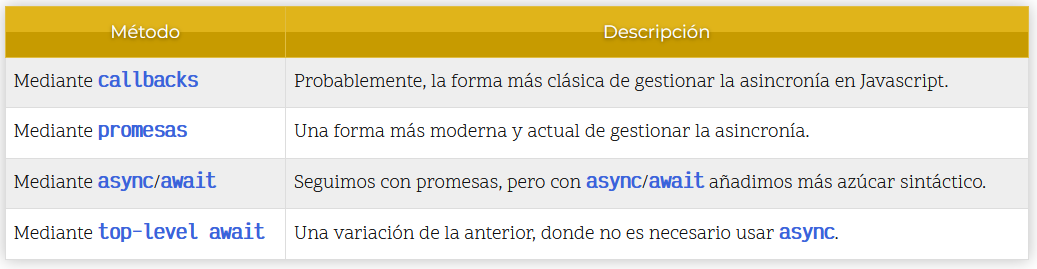 Método Descripción
Mediante callbacks Probablemente, la forma más clásica de gestionar la asincronía en Javascript.
Mediante promesas Una forma más moderna y actual de gestionar la asincronía.
Mediante async/await Seguimos con promesas, pero con async/await añadimos más azúcar sintáctico.
Mediante top-level await Una variación de la anterior, donde no es necesario usar async.